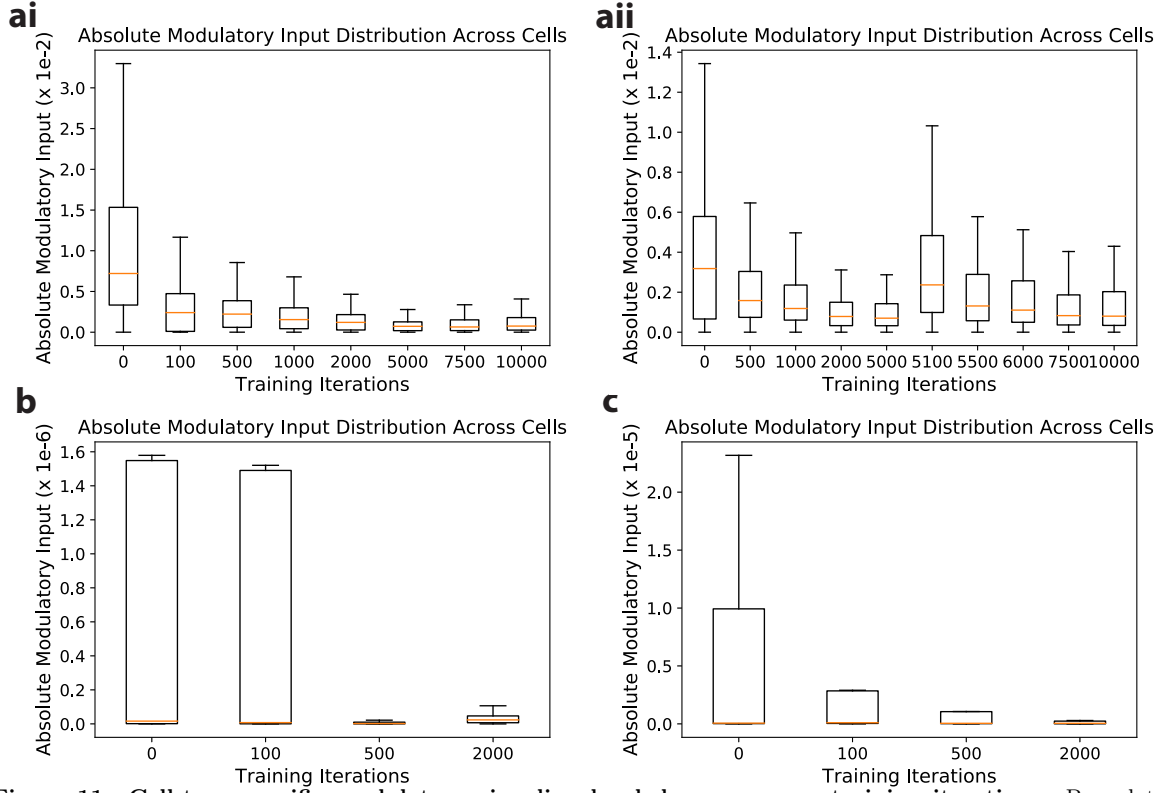 ai
Absolute Modulatory Input Distribution Across Cells
Absolute Modulatory Input (x 1e-2)
3.0
2.5
2.0
1.5
1.0
0.5
0.0
0 100 500 1000 2000 5000 7500 10000
Training Iterations
aii
Absolute Modulatory Input Distribution Across Cells
Absolute Modulatory Input (x 1e-2)
1.4
1.2
1.0
0.8
0.6
0.4
0.2
0.0
0 500 1000 2000 5000 5100 5500 6000 7500 10000
Training Iterations
b
Absolute Modulatory Input Distribution Across Cells
Absolute Modulatory Input (x 1e-6)
1.6
1.4
1.2
1.0
0.8
0.6
0.4
0.2
0.0
0 100 500 2000
Training Iterations
c
Absolute Modulatory Input Distribution Across Cells
Absolute Modulatory Input (x 1e-5)
2.0
1.5
1.0
0.5
0.0
0 100 500 2000
Training Iterations